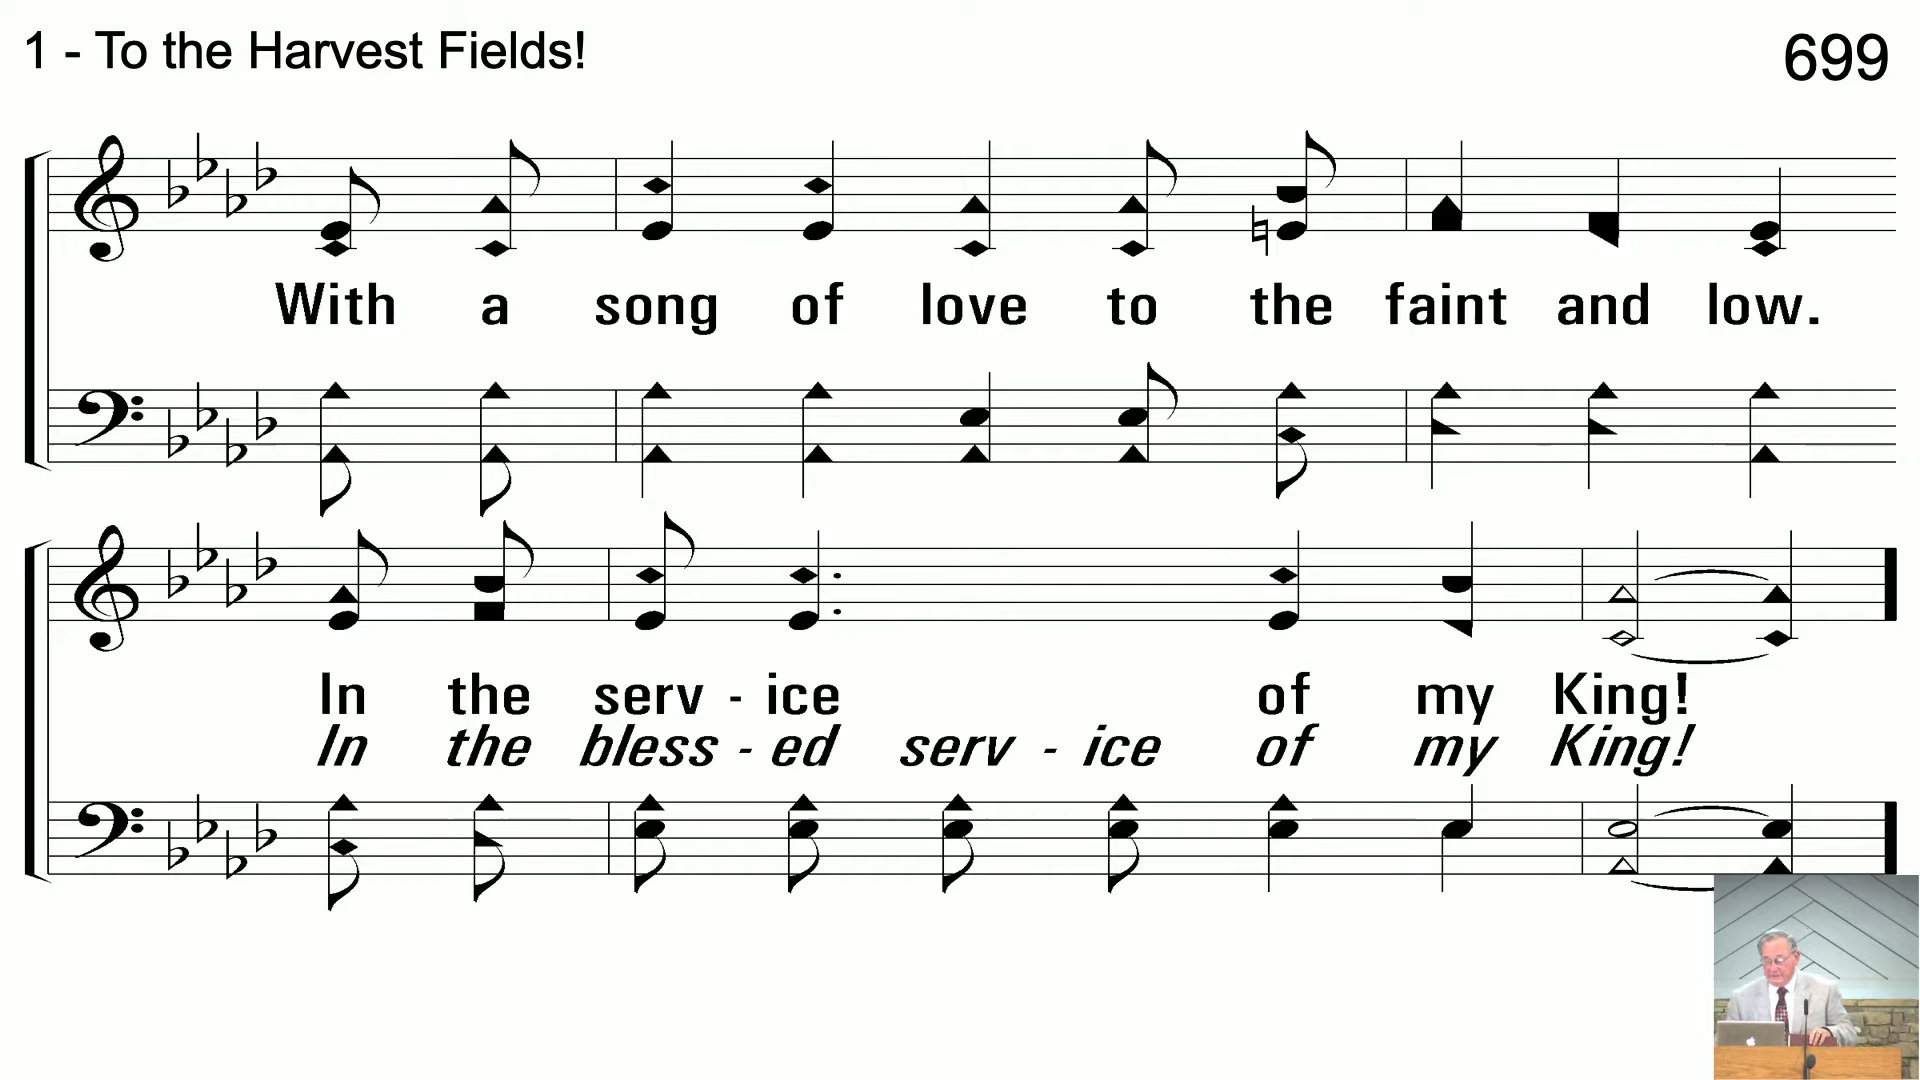 1 - To the Harvest Fields!
699
With a song of love to the faint and low.
In the serv - ice of my King!
In the bless - ed serv - ice of my King!